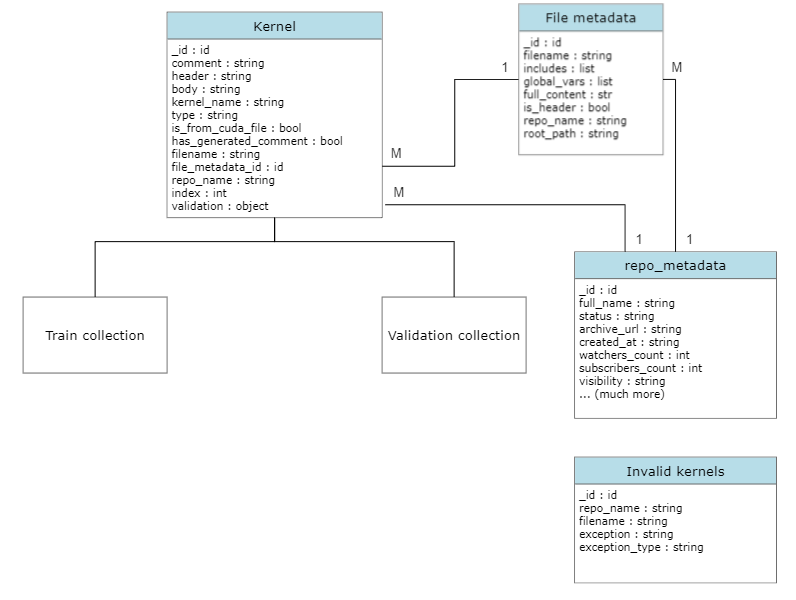 Kernel
_id : id
comment : string
header : string
body : string
kernel_name : string
type : string
is_from_cuda_file : bool
has_generated_comment : bool
filename : string
file_metadata_id : id
repo_name : string
index : int
validation : object
File metadata
_id : id
filename : string
includes : list
global_vars : list
full_content : str
is_header : bool
repo_name : string
root_path : string
1
M
M
M
1
1
repo_metadata
_id : id
full_name : string
status : string
archive_url : string
created_at : string
watchers_count : int
subscribers_count : int
visibility : string
... (much more)
Train collection
Validation collection
Invalid kernels
_id : id
repo_name : string
filename : string
exception : string
exception_type : string